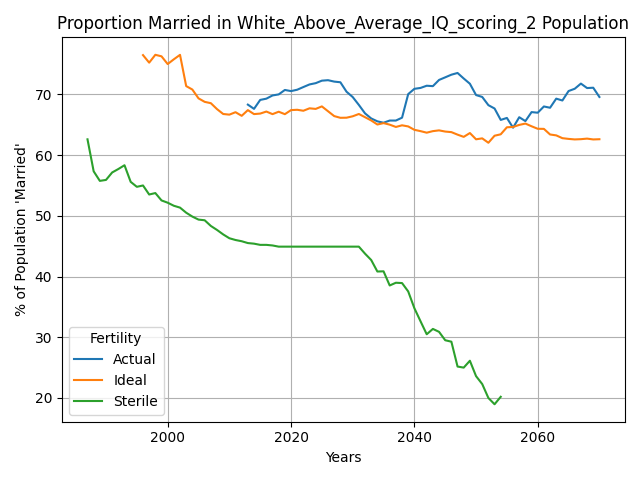 Proportion Married in White_Above_Average_IQ_scoring_2 Population
% of Population 'Married'
70
60
50
40
30
20
Fertility
Actual
Ideal
Sterile
2000 2020 2040 2060
Years